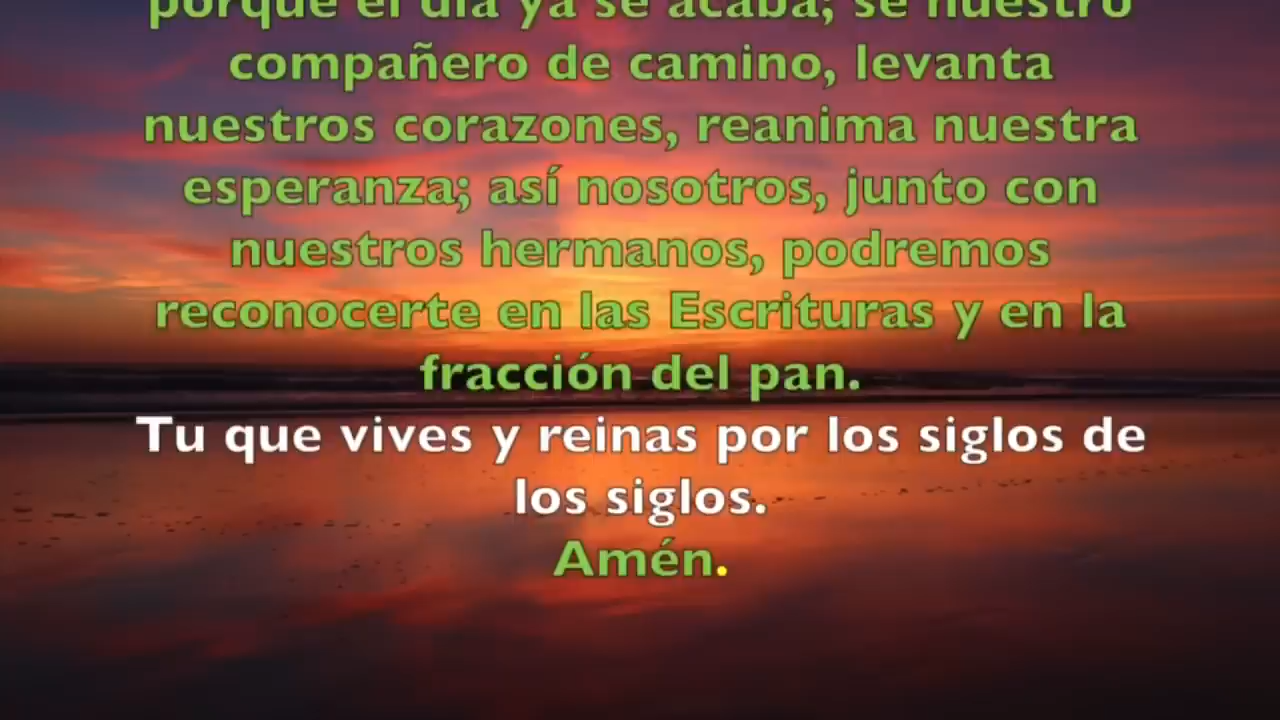 porque el día ya se acaba; sé nuestro
compañero de camino, levanta
nuestros corazones, reanima nuestra
esperanza; así nosotros, junto con
nuestros hermanos, podremos
reconocerte en las Escrituras y en la
fracción del pan.
Tu que vives y reinas por los siglos de
los siglos.
Amén.